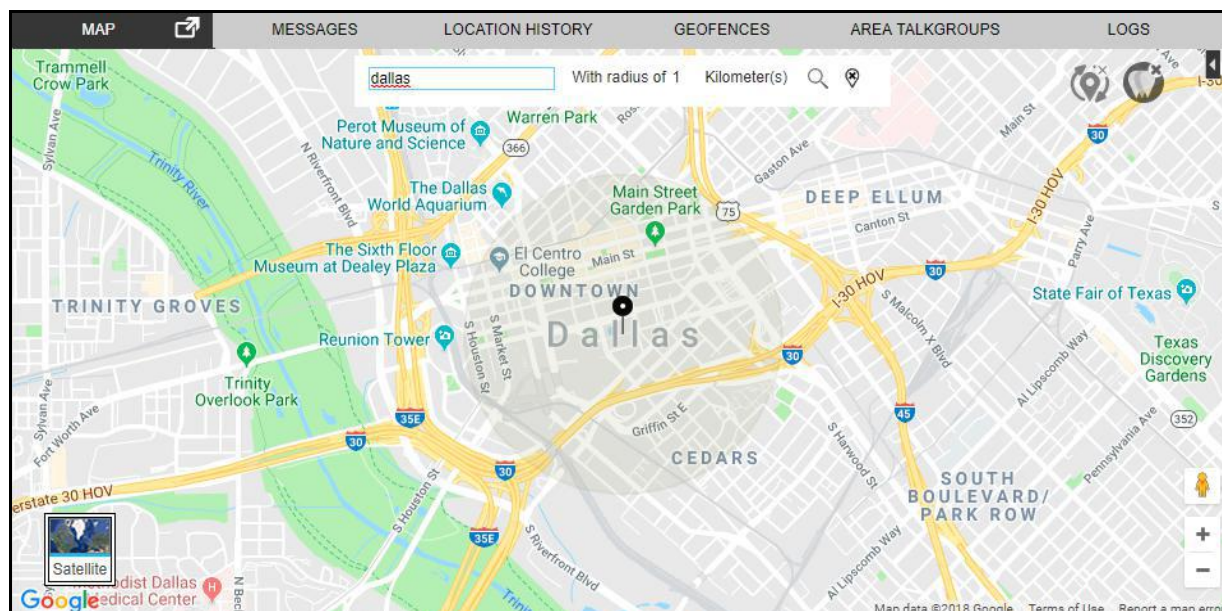 MAP
MESSAGES
LOCATION HISTORY
GEOFENCES
AREA TALKGROUPS
LOGS
dallas
With radius of 1 Kilometer(s)
Trammell
Crow Park
Sylvan Ave
Trinity River
N Riverfront Blvd
Perot Museum of
Nature and Science
Warren Park
366
Main St
I-30 HOV
30
Gaston Ave
The Dallas
World Aquarium
Main Street
Garden Park
75
DEEP ELLUM
Canton St
Parry Ave
The Sixth Floor
Museum at Dealey Plaza
El Centro
College
Main St
DOWNTOWN
Dallas
TRINITY GROVES
I-30 HOV
30
State Fair of Texas
S Malcolm X Blvd
Reunion Tower
S Houston St
S Market St
30
Texas
Discovery
Gardens
Trinity
Overlook Park
Al Lipscomb Way
Sylvan Ave
Fort Worth Ave
35E
30
Griffin St E
45
352
CEDARS
S Harwood St
Pennsylvania Ave
30
S Houston St
SOUTH
BOULEVARD/
PARK ROW
erstate 30 HOV
35E
S Riverfront Blvd
Al Lipscomb Way
Satellite
Methodist Dallas
Medical Center
N Bec
Google
Map data ©2018 Google
Terms of Use
Report a map err